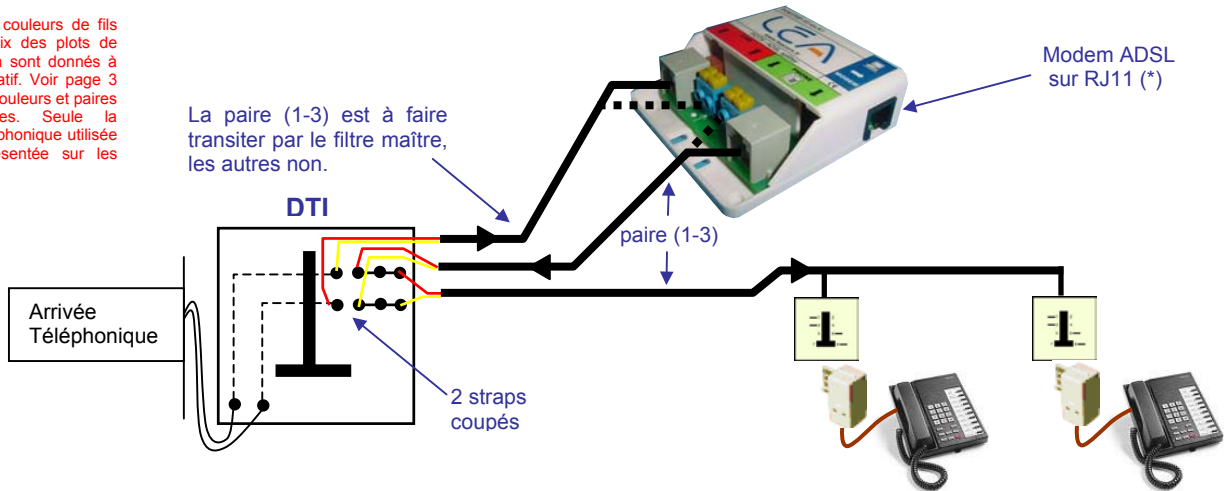 couleurs de fils
ix des plots de
sont donnés à
atif. Voir page 3
ouleurs et paires
es. Seule la
phonique utilisée
ésentée sur les
La paire (1-3) est à faire
transiter par le filtre maître,
les autres non.
LEA
Modem ADSL
sur RJ11 (*)
DTI
paire (1-3)
Arrivée
Téléphonique
2 straps
coupés